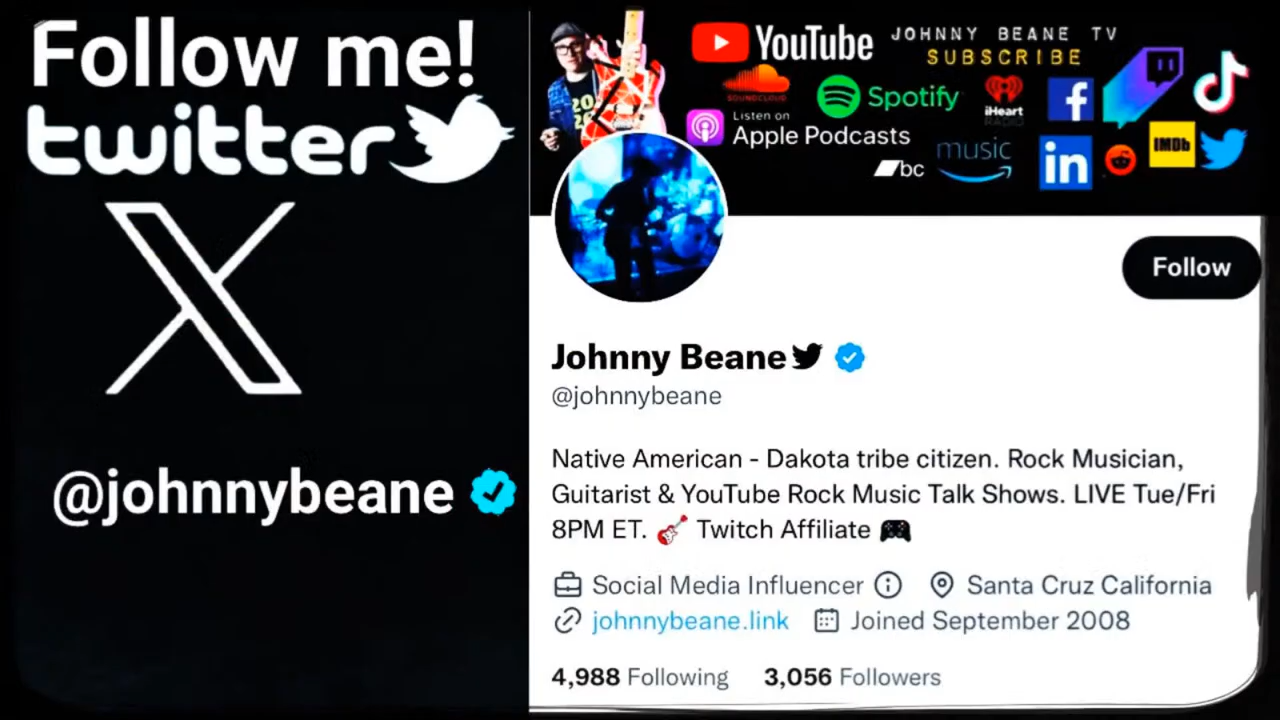 Follow me!
twitter
X
@johnnybeane
YouTube
JOHNNY BEANE TV
SUBSCRIBE
SOUNDCLOUD
Spotify
iHeart
RADIO
f
Listen on
Apple Podcasts
bc
music
in
IMDb
Follow
Johnny Beane
@johnnybeane
Native American - Dakota tribe citizen. Rock Musician,
Guitarist & YouTube Rock Music Talk Shows. LIVE Tue/Fri
8PM ET. 🎸 Twitch Affiliate 🎮
Social Media Influencer Santa Cruz California
johnnybeane.link Joined September 2008
4,988 Following 3,056 Followers